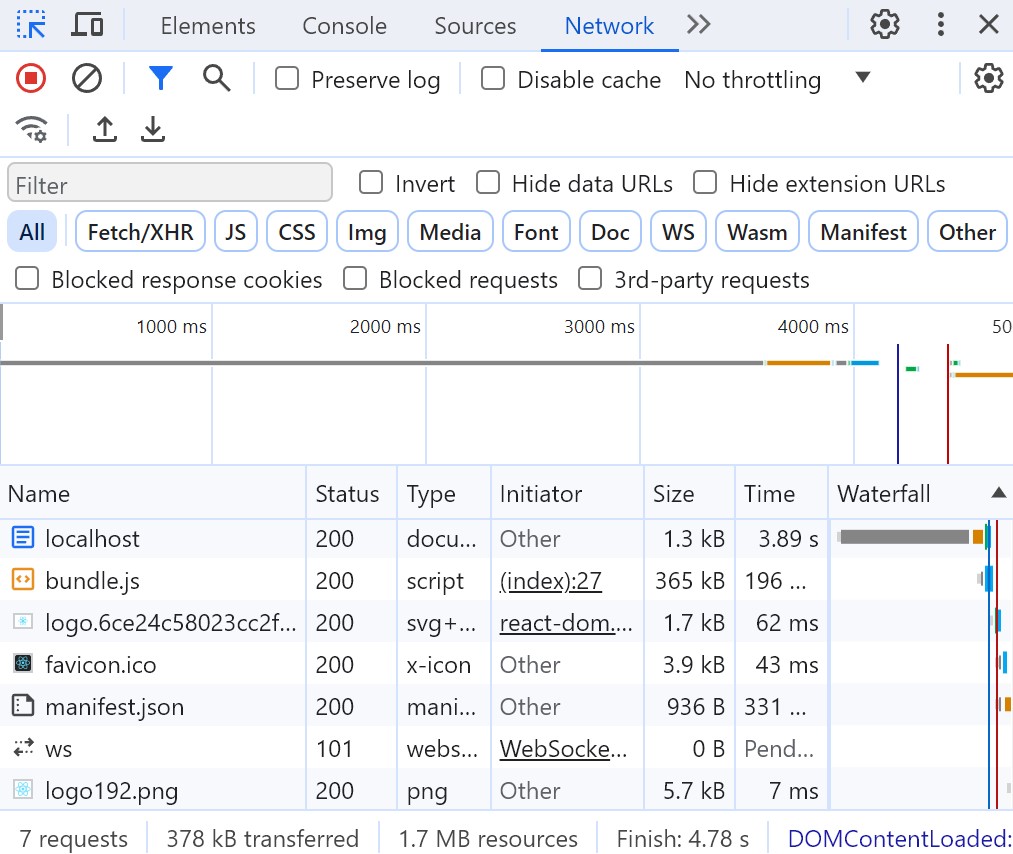 Elements Console Sources Network
Preserve log Disable cache No throttling
Filter Invert Hide data URLs Hide extension URLs
All Fetch/XHR JS CSS Img Media Font Doc WS Wasm Manifest Other
Blocked response cookies Blocked requests 3rd-party requests
1000 ms 2000 ms 3000 ms 4000 ms 50
Name Status Type Initiator Size Time Waterfall
localhost 200 docu... Other 1.3 kB 3.89 s
bundle.js 200 script (index):27 365 kB 196 ...
logo.6ce24c58023cc2f... 200 svg+... react-dom.... 1.7 kB 62 ms
favicon.ico 200 x-icon Other 3.9 kB 43 ms
manifest.json 200 mani... Other 936 B 331 ...
ws 101 webs... WebSocke... 0 B Pend...
logo192.png 200 png Other 5.7 kB 7 ms
7 requests 378 kB transferred 1.7 MB resources Finish: 4.78 s DOMContentLoaded: